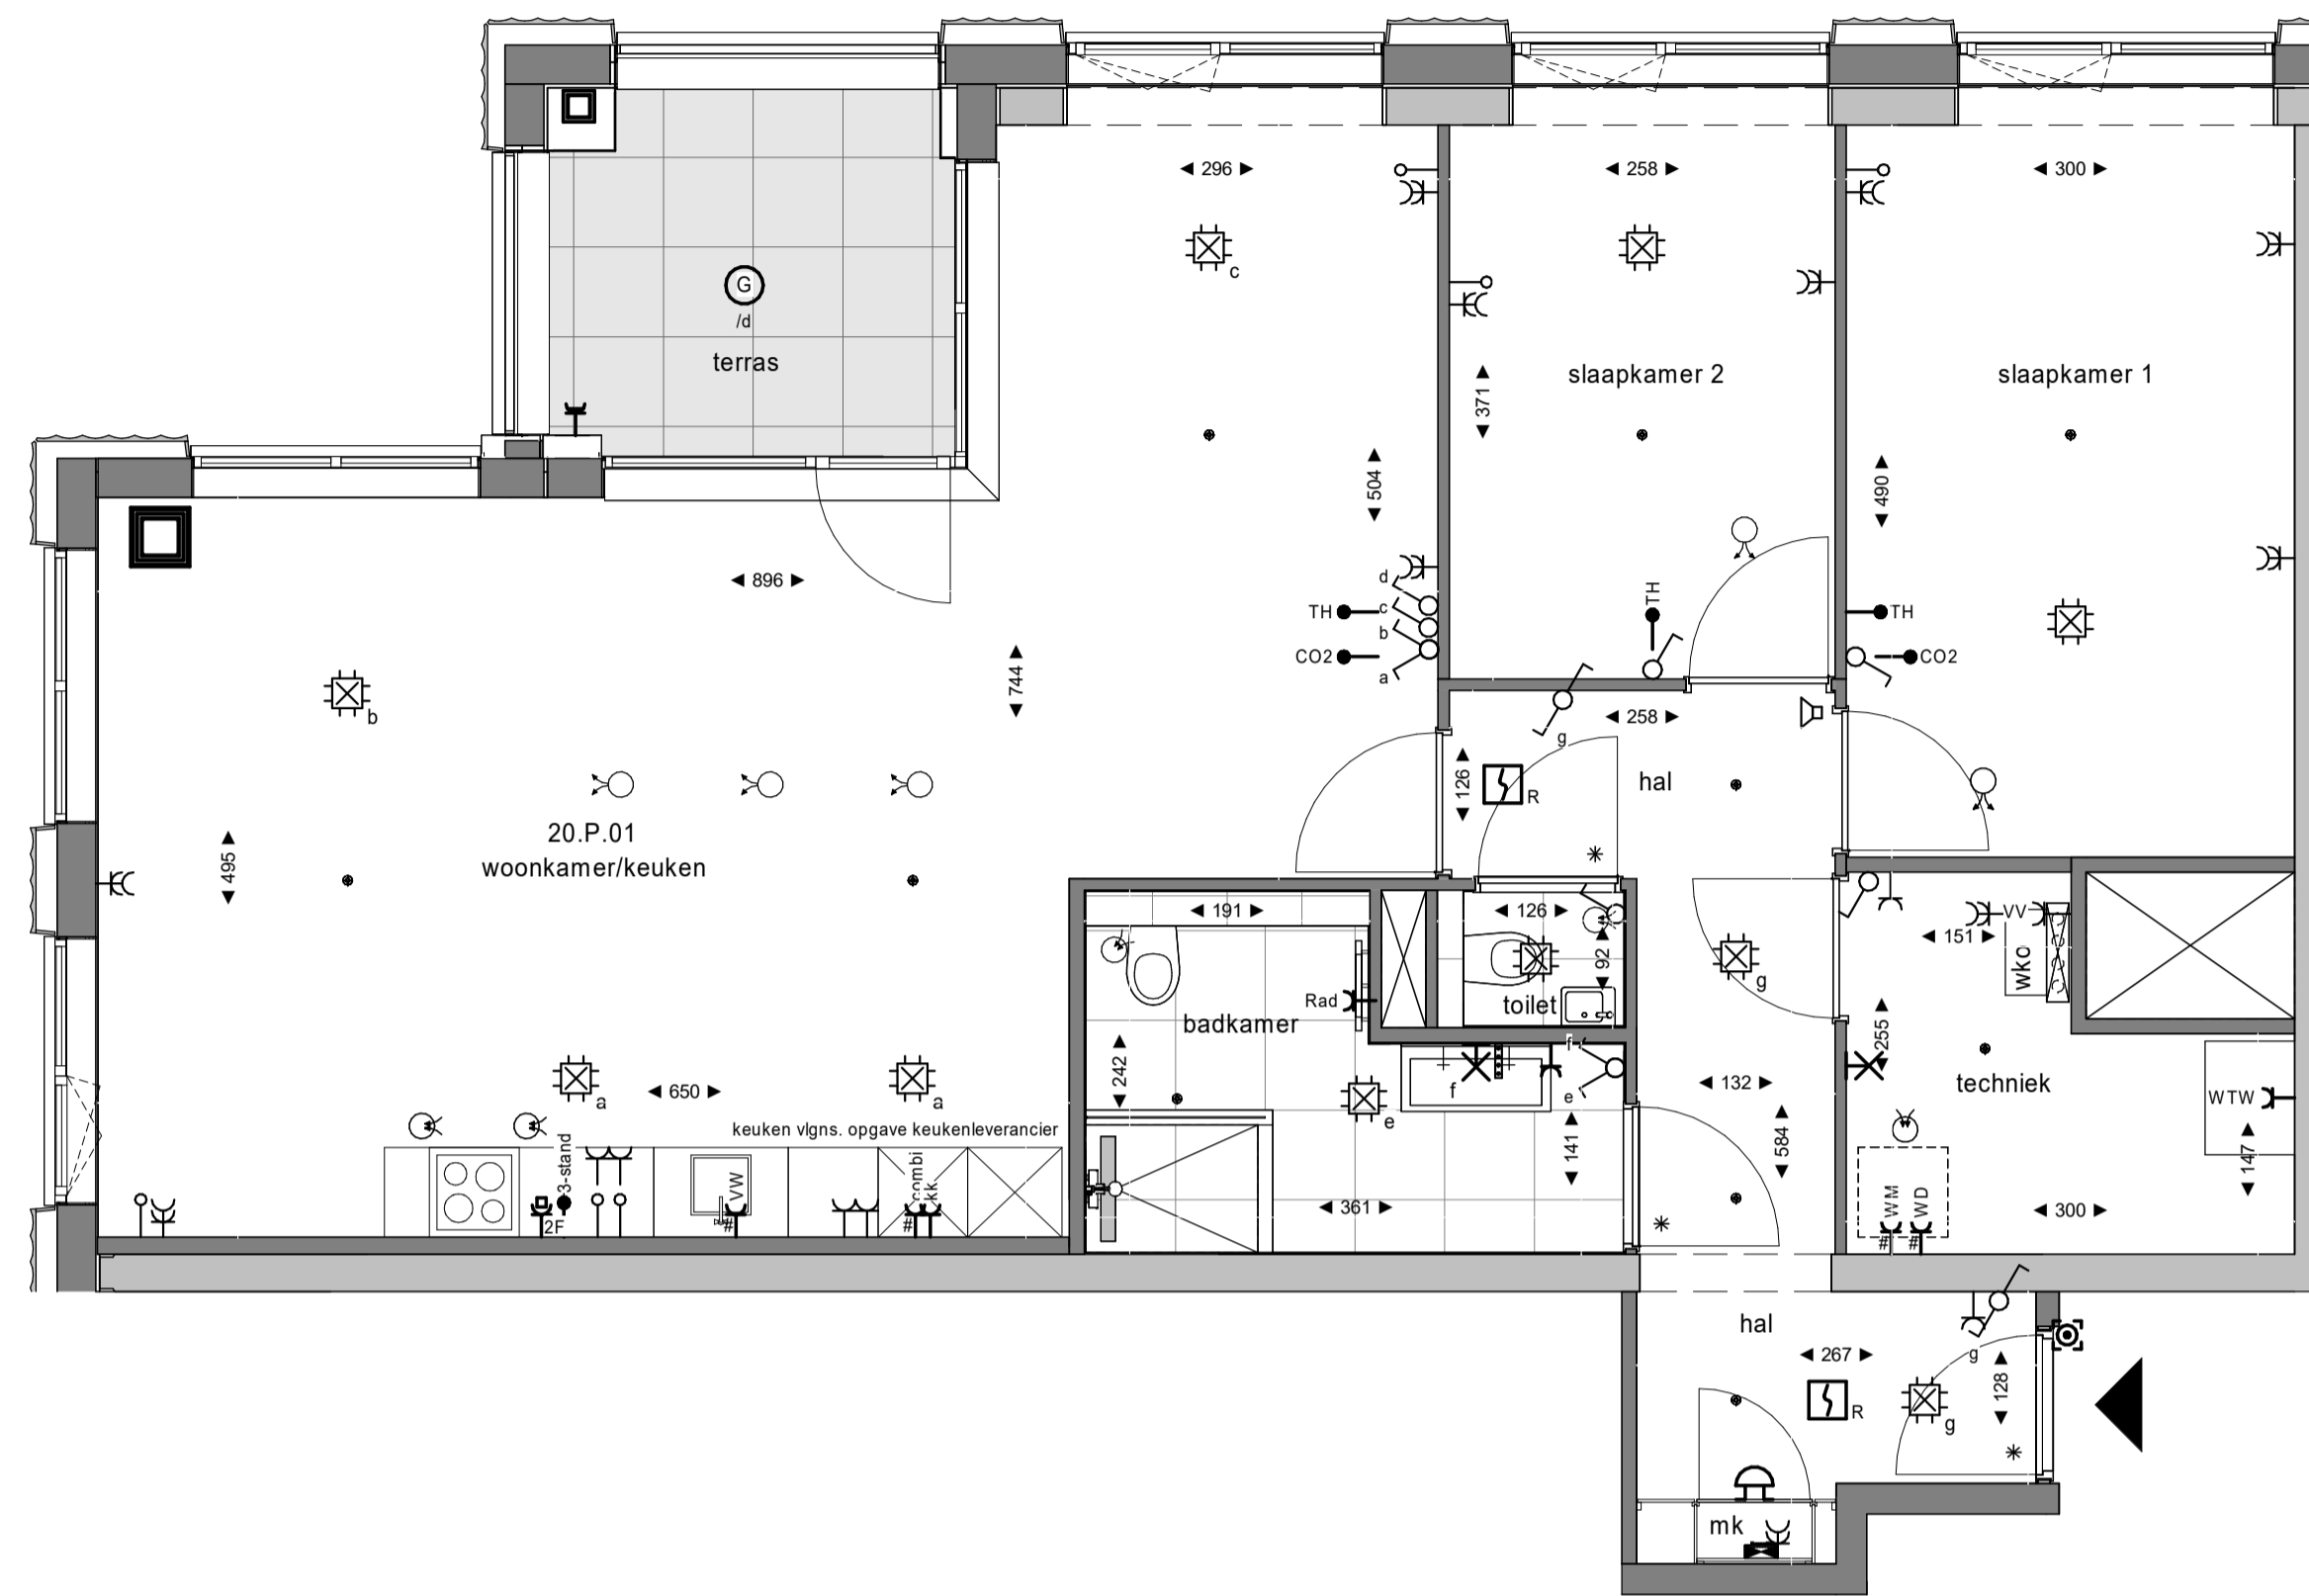 296
258
300
c
G
/d
terras
slaapkamer 2
slaapkamer 1
371
504
490
896
d
TH
c
b
CO2
a
TH
TH
CO2
744
b
g
258
126
R
hal
20.P.01
woonkamer/keuken
495
191
126
92
VV
151
wko
g
Rad
toilet
badkamer
242
f
255
techniek
a
650
a
f
e
e
132
WTW
keuken vlgns. opgave keukenleverancier
3-stand
combi
kk
VW
2F
#
#
141
584
147
361
WM
WD
#
#
300
hal
267
g
128
R
g
mk